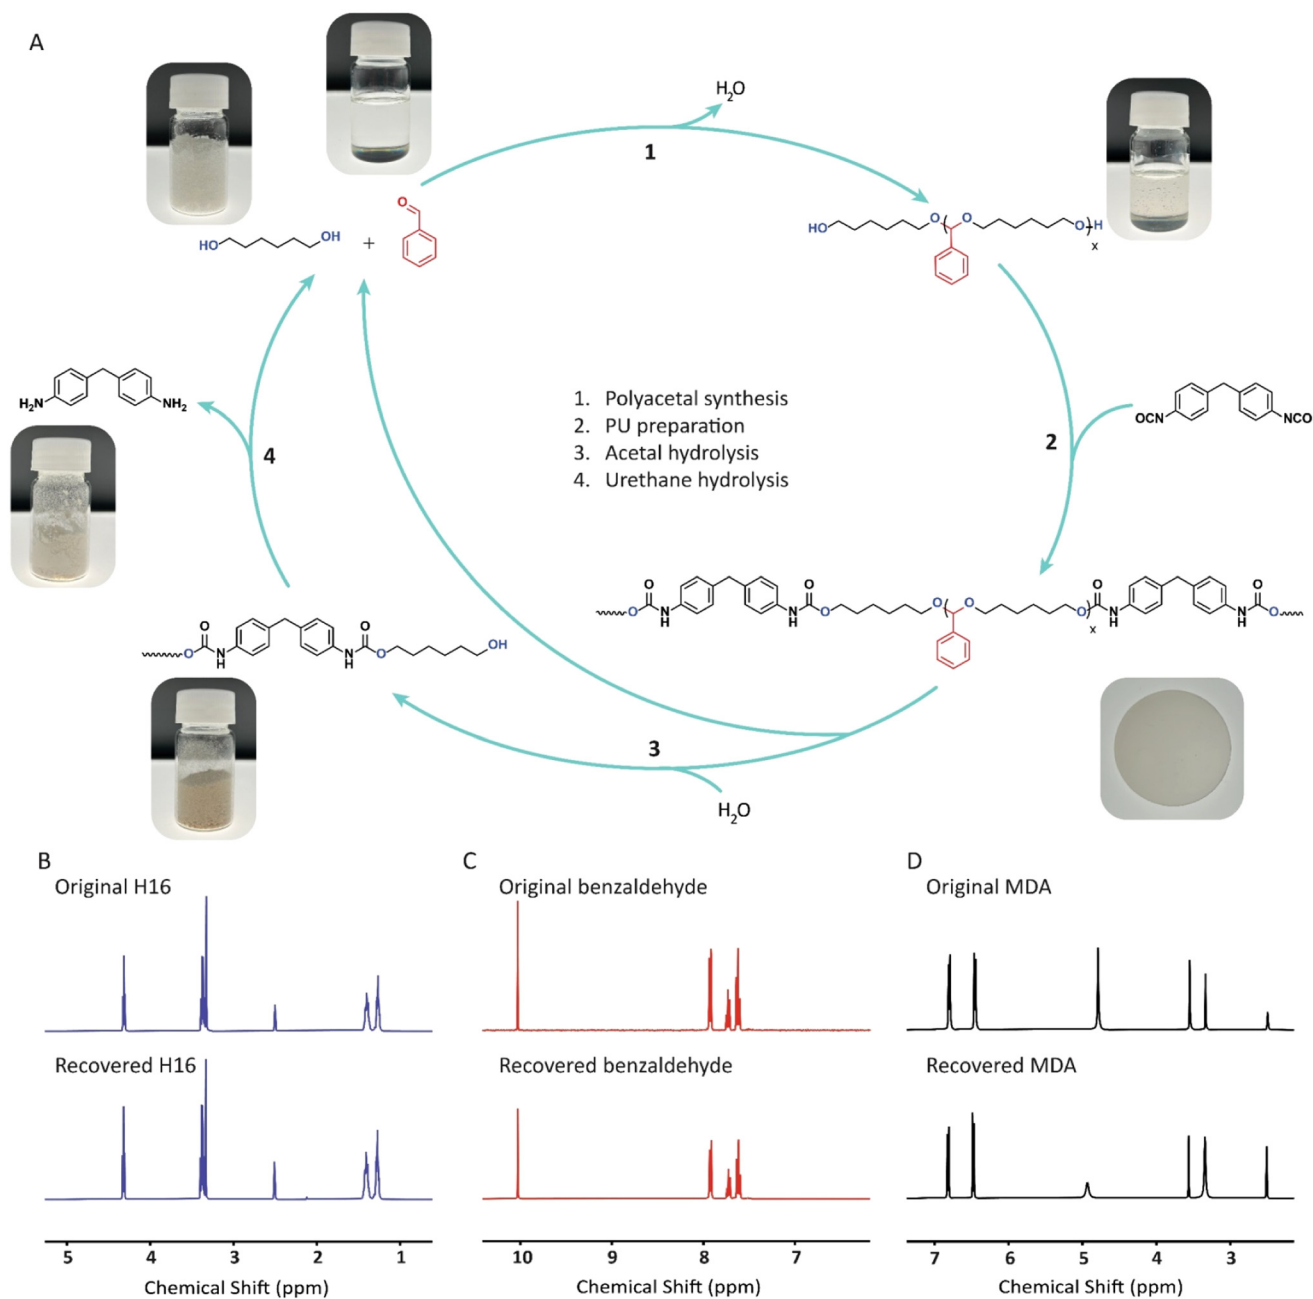 A
H2O
1
HO
OH
+
O
HO
O
O
O
H
x
H2N
NH2
4
1. Polyacetal synthesis
2. PU preparation
3. Acetal hydrolysis
4. Urethane hydrolysis
2
OCN
NCO
O
O
N
H
N
H
O
O
O
O
O
O
x
O
N
H
N
H
O
O
O
O
N
H
N
H
O
O
OH
3
H2O
B
Original H16
Recovered H16
5 4 3 2 1
Chemical Shift (ppm)
C
Original benzaldehyde
Recovered benzaldehyde
10 9 8 7
Chemical Shift (ppm)
D
Original MDA
Recovered MDA
7 6 5 4 3
Chemical Shift (ppm)